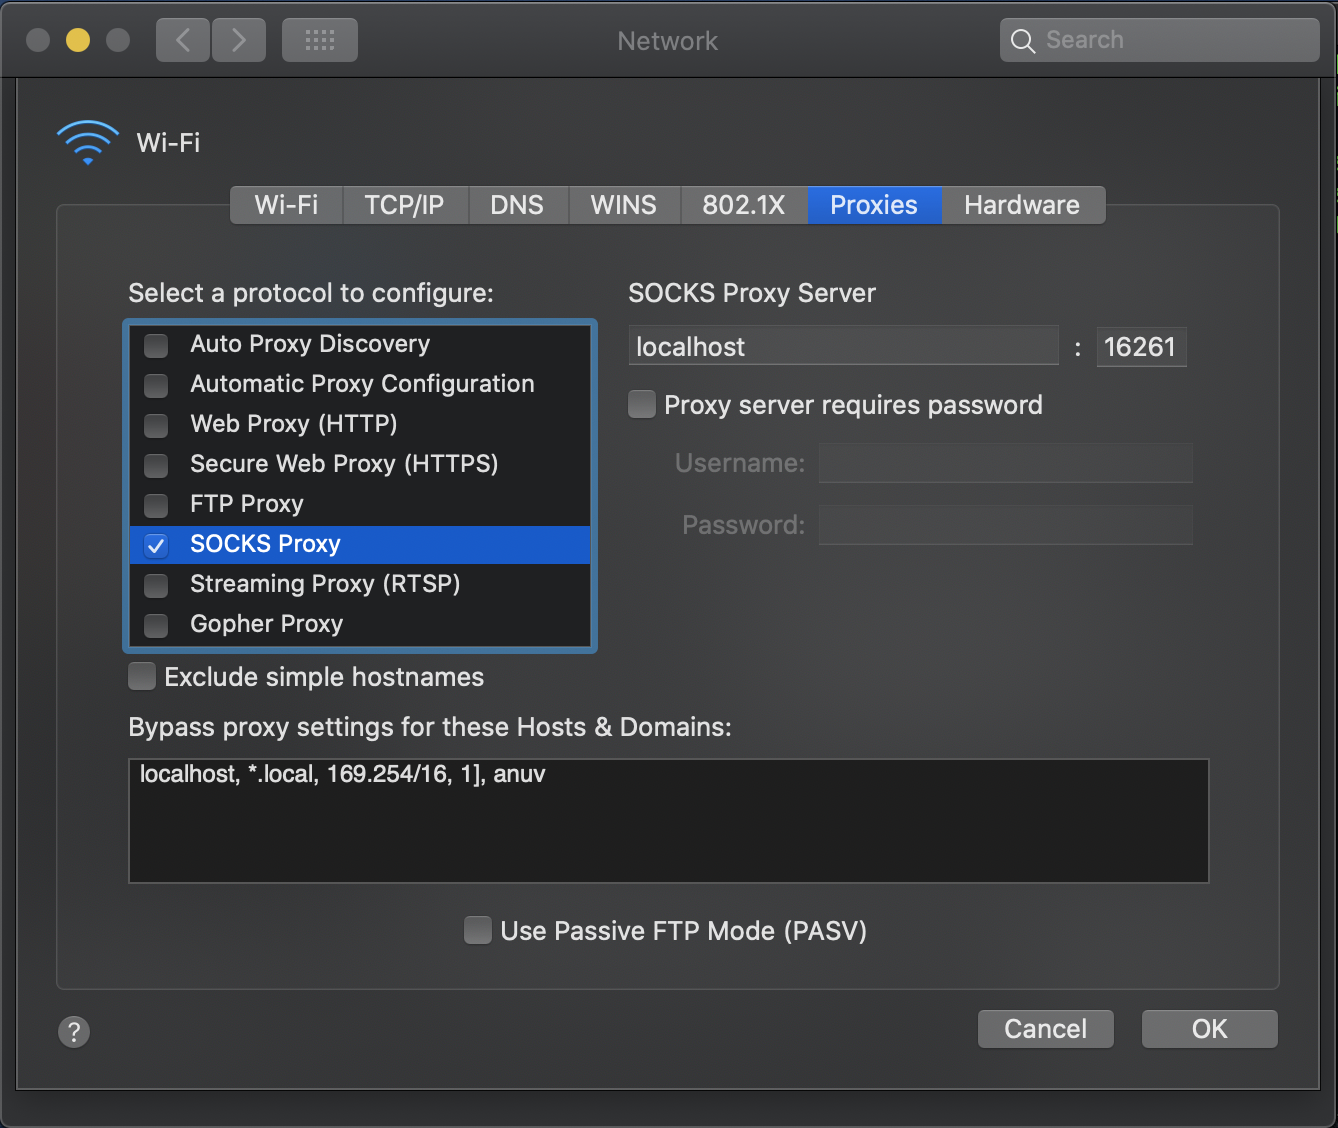 Network
Search
Wi-Fi
Wi-Fi TCP/IP DNS WINS 802.1X Proxies Hardware
Select a protocol to configure:
Auto Proxy Discovery
Automatic Proxy Configuration
Web Proxy (HTTP)
Secure Web Proxy (HTTPS)
FTP Proxy
SOCKS Proxy
Streaming Proxy (RTSP)
Gopher Proxy
SOCKS Proxy Server
localhost : 16261
Proxy server requires password
Username:
Password:
Exclude simple hostnames
Bypass proxy settings for these Hosts & Domains:
localhost, *.local, 169.254/16, 1], anuv
Use Passive FTP Mode (PASV)
?
Cancel OK